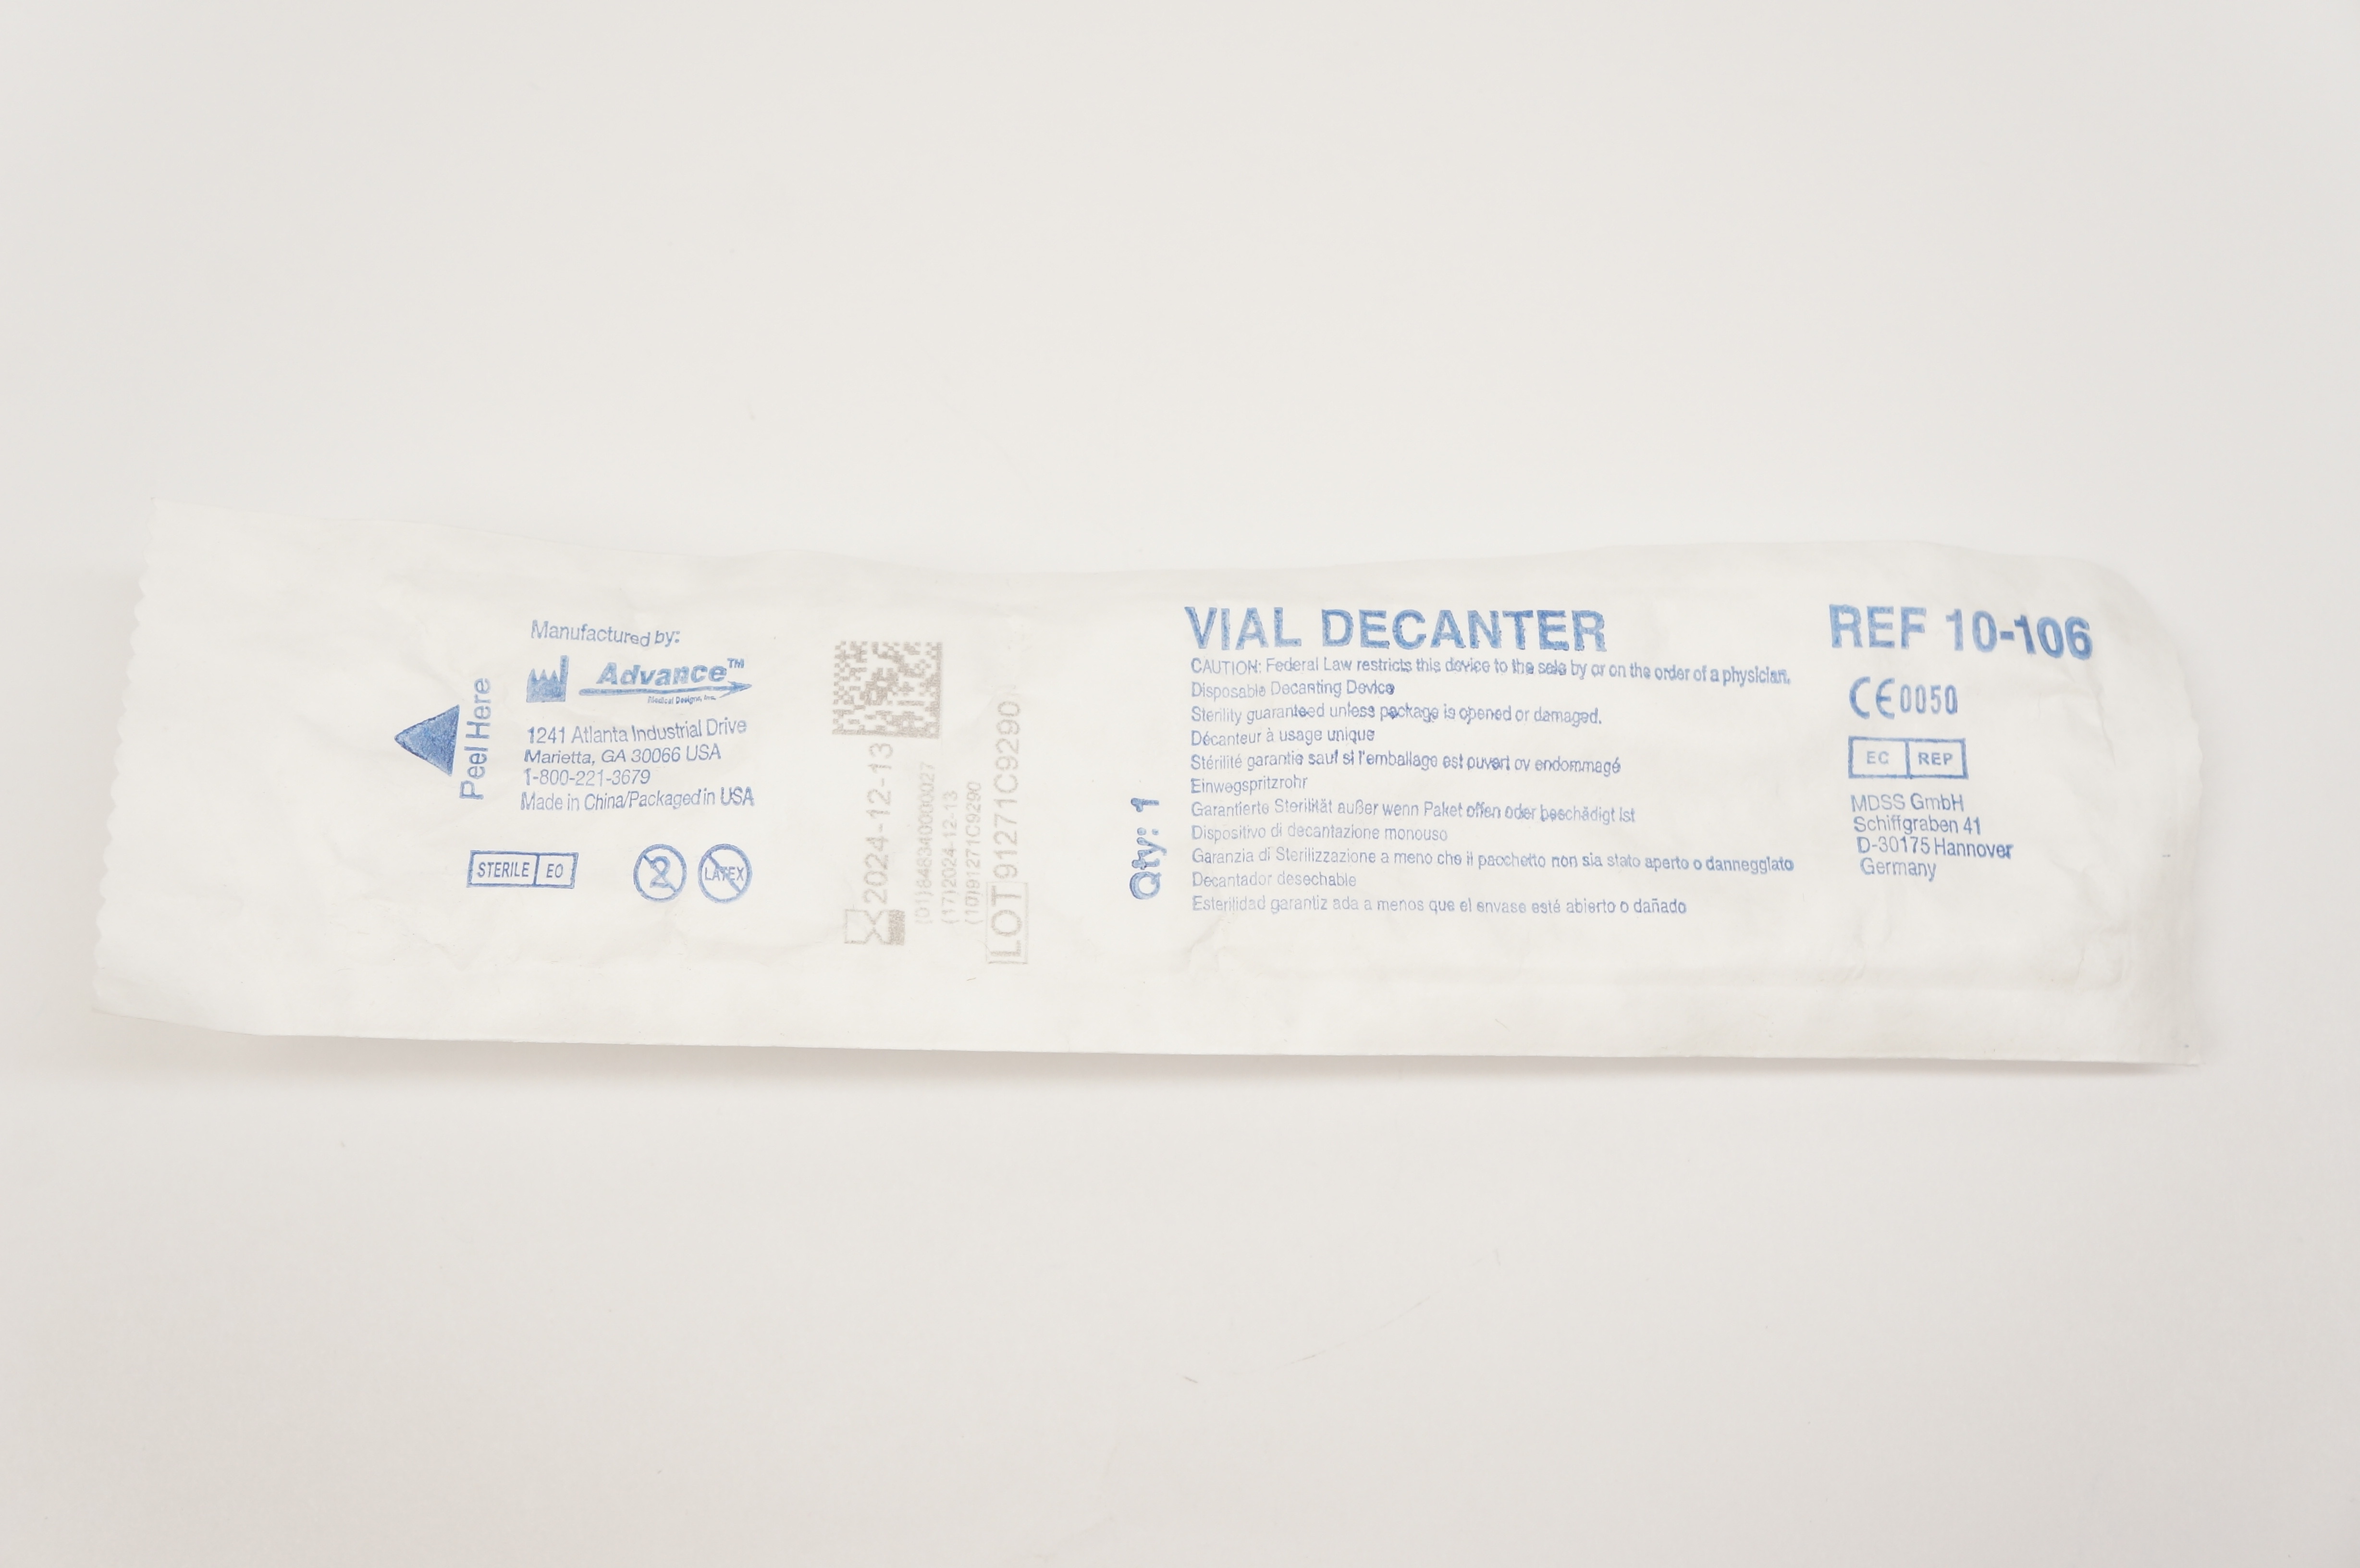 Peel Here
Manufactured by:
Advance™
Medical Designs, Inc.
1241 Atlanta Industrial Drive
Marietta, GA 30066 USA
1-800-221-3679
Made in China/Packaged in USA
STERILE EO
2
LATEX
2024-12-13
(17)2024-12-13
(10)91271C9290
LOT 91271C9290
Qty: 1
VIAL DECANTER
CAUTION: Federal Law restricts this device to the sale by or on the order of a physician.
Disposable Decanting Device
Sterility guaranteed unless package is opened or damaged.
Décanteur à usage unique
Stérilité garantie sauf si l'emballage est ouvert ov endommagé
Einwegspritzrohr
Garantierte Sterilität außer wenn Paket offen oder beschädigt ist
Dispositivo di decantazione monouso
Garanzia di Sterilizzazione a meno che il pacchetto non sia stato aperto o danneggiato
Decantador desechable
Esterilidad garantiz ada a menos que el envase esté abierto o dañado
REF 10-106
CE0050
EC REP
MDSS GmbH
Schiffgraben 41
D-30175 Hannover
Germany